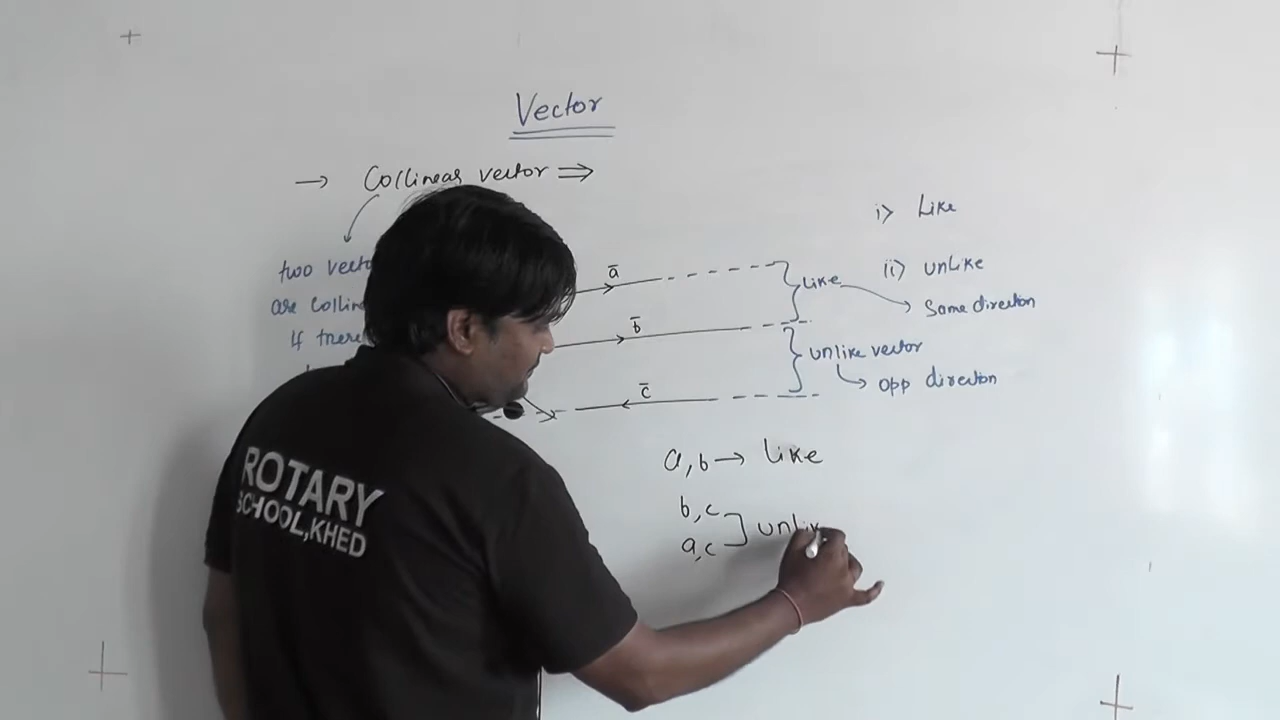 Vector
→ Collinear vector ⇒
two vecto
are collin
If there
i> Like
ii> unlike
a̅
b̅
c̅
Like
Same direction
unlike vector
opp direction
a, b → like
b, c
a, c
] unlik
ROTARY
SCHOOL, KHED